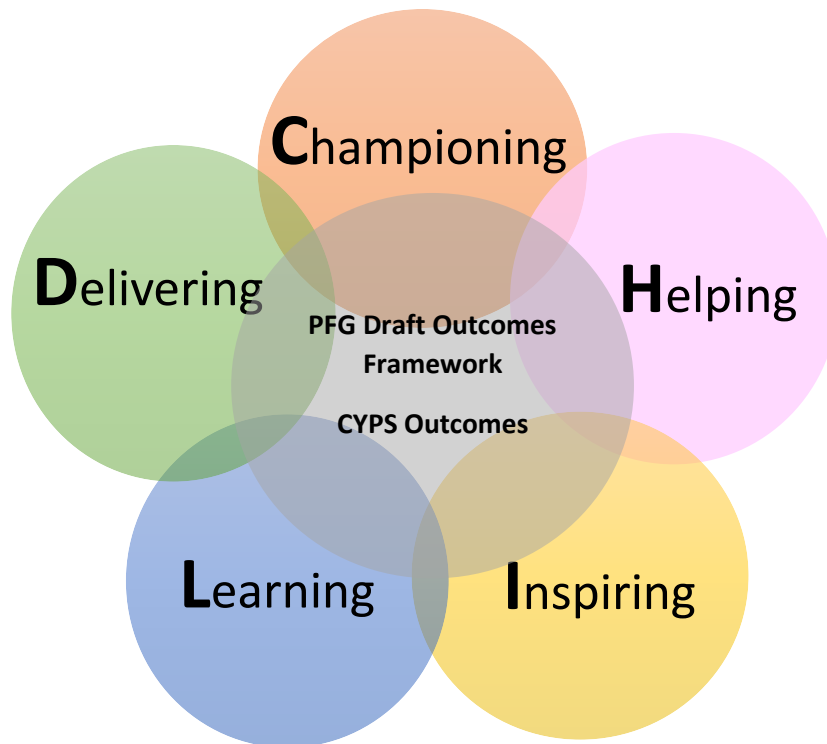 Championing
Helping
Inspiring
Learning
Delivering
PFG Draft Outcomes
Framework
CYPS Outcomes